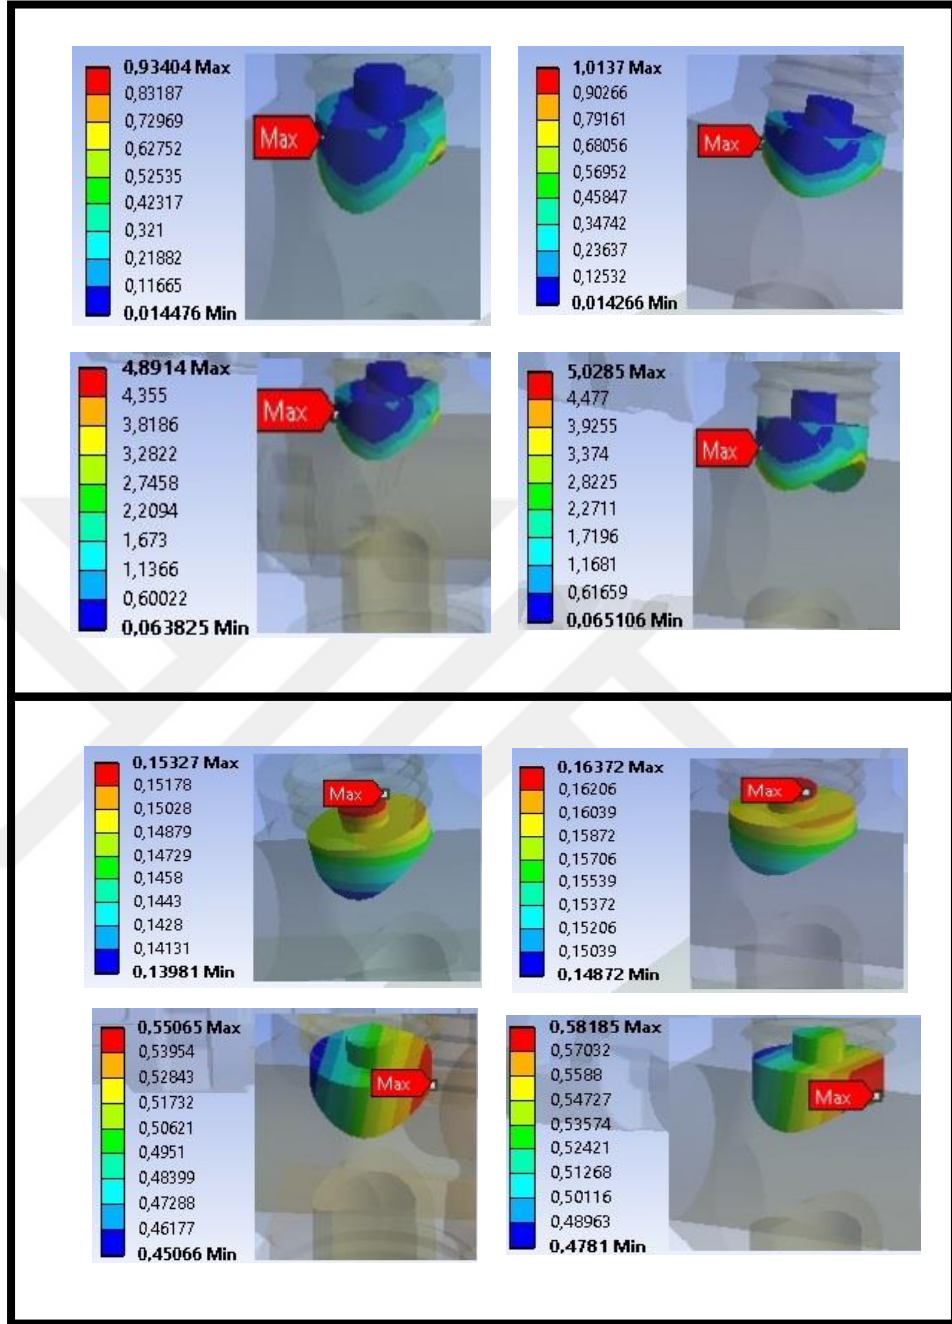 0,93404 Max
0,83187
0,72969
0,62752
0,52535
0,42317
0,321
0,21882
0,11665
0,014476 Min
Max
1,0137 Max
0,90266
0,79161
0,68056
0,56952
0,45847
0,34742
0,23637
0,12532
0,014266 Min
Max
4,8914 Max
4,355
3,8186
3,2822
2,7458
2,2094
1,673
1,1366
0,60022
0,063825 Min
Max
5,0285 Max
4,477
3,9255
3,374
2,8225
2,2711
1,7196
1,1681
0,61659
0,065106 Min
Max
0,15327 Max
0,15178
0,15028
0,14879
0,14729
0,1458
0,1443
0,1428
0,14131
0,13981 Min
Max
0,16372 Max
0,16206
0,16039
0,15872
0,15706
0,15539
0,15372
0,15206
0,15039
0,14872 Min
Max
0,55065 Max
0,53954
0,52843
0,51732
0,50621
0,4951
0,48399
0,47288
0,46177
0,45066 Min
Max
0,58185 Max
0,57032
0,5588
0,54727
0,53574
0,52421
0,51268
0,50116
0,48963
0,4781 Min
Max